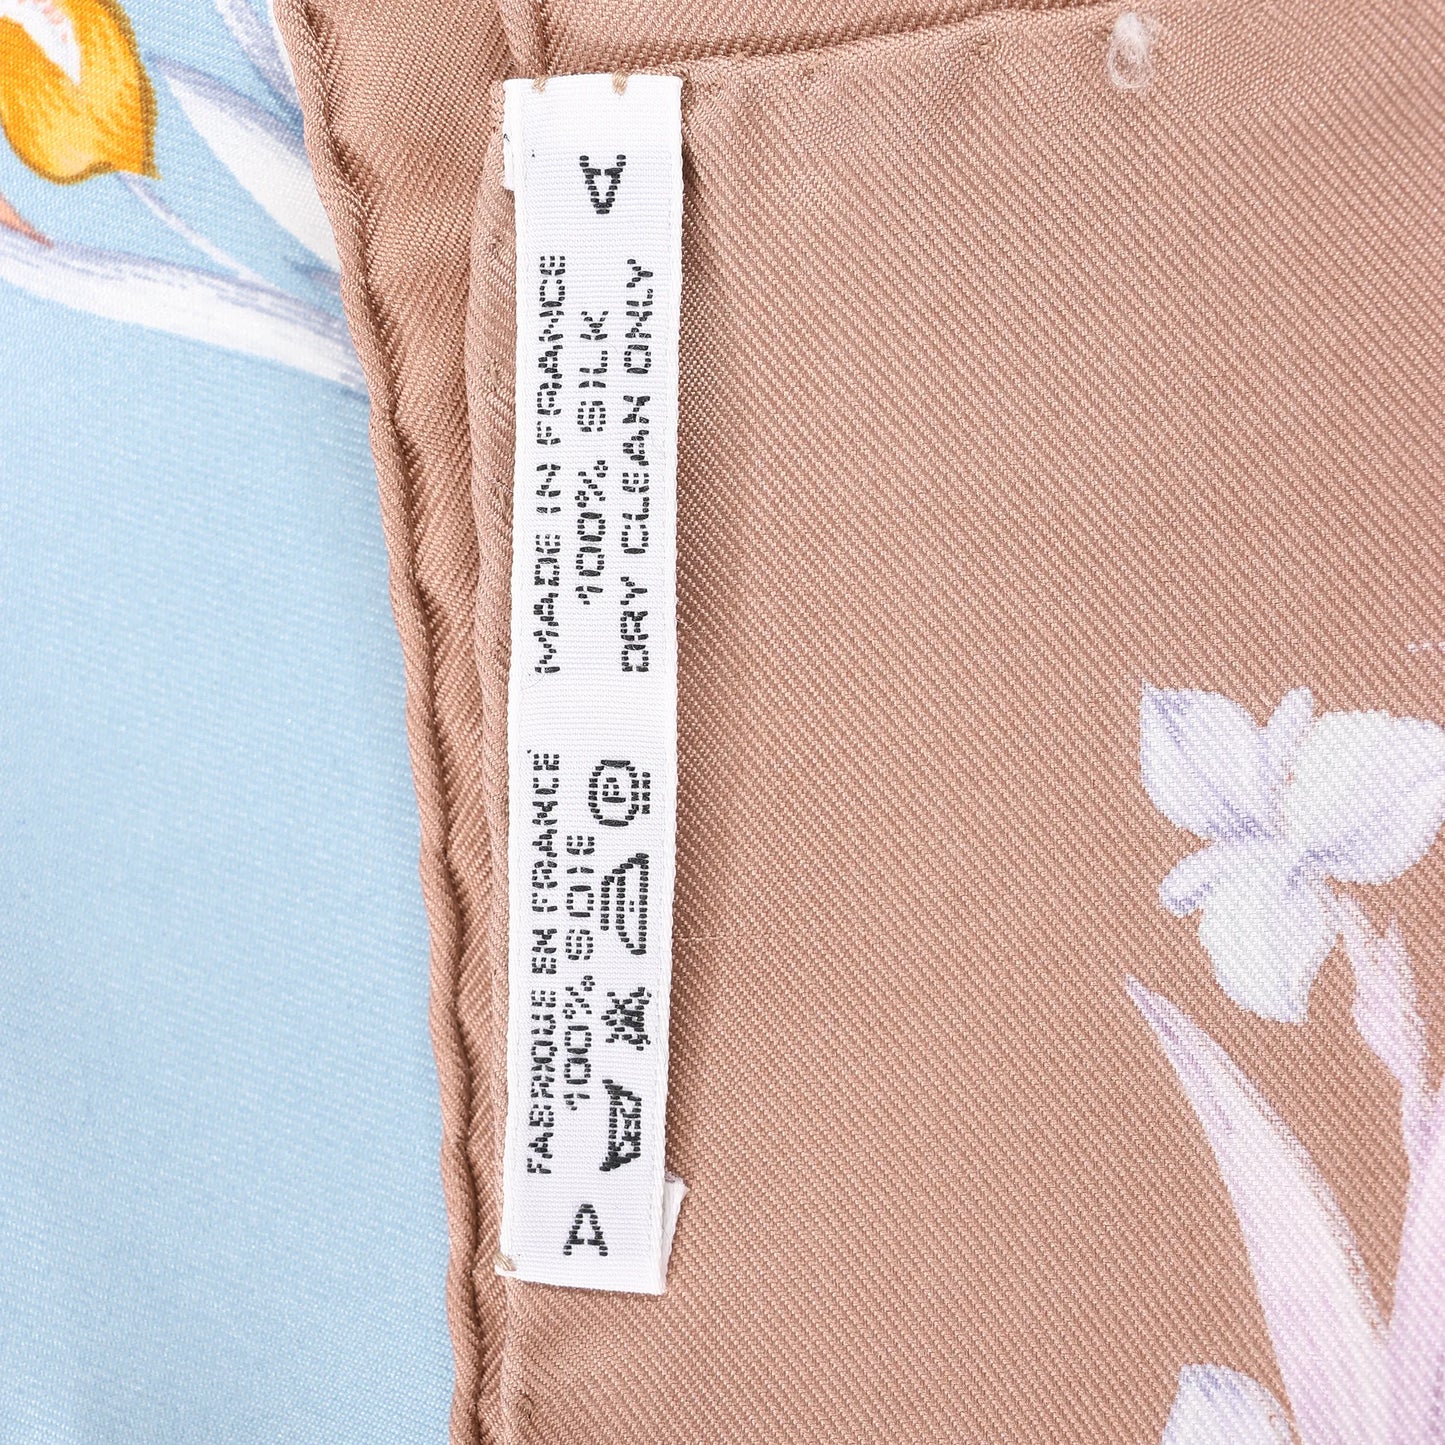 A
FABRIQUE EN FRANCE
100% SOIE
P
MADE IN FRANCE
100% SILK
DRY CLEAN ONLY
A